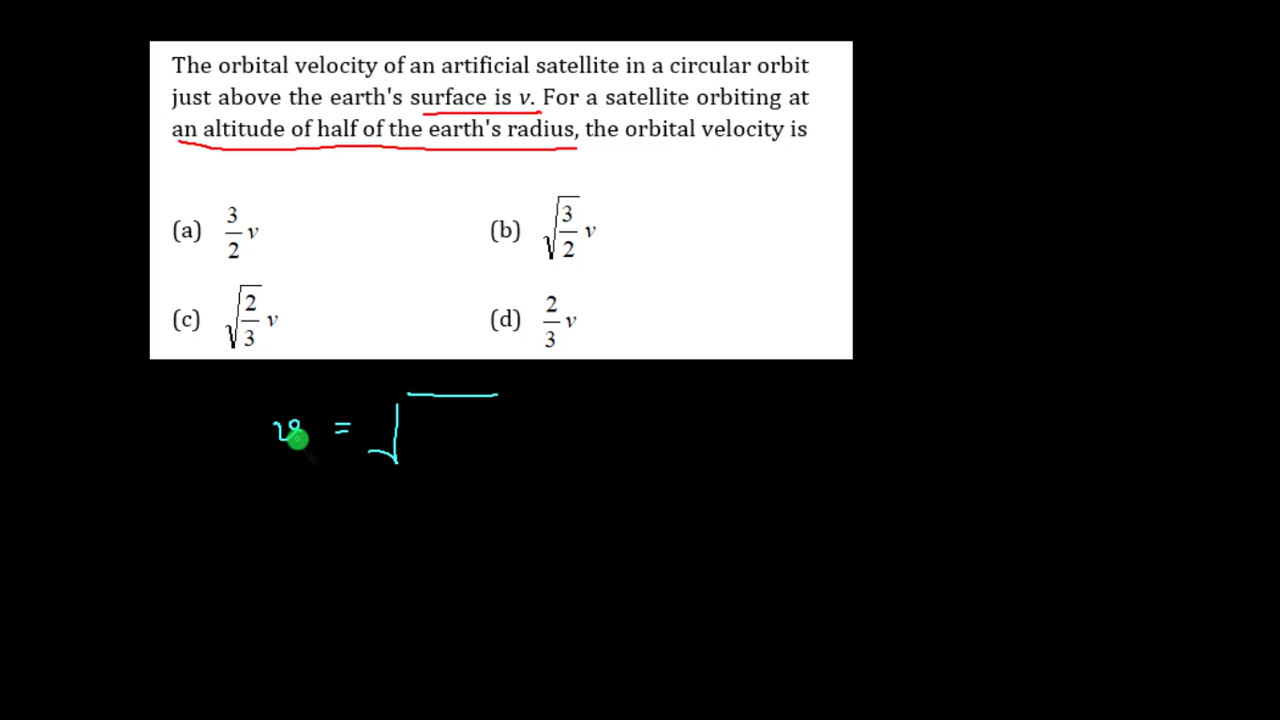 The orbital velocity of an artificial satellite in a circular orbit
just above the earth's surface is v. For a satellite orbiting at
an altitude of half of the earth's radius, the orbital velocity is
(a) 3/2 v (b) √(3/2) v
(c) √(2/3) v (d) 2/3 v
v = √